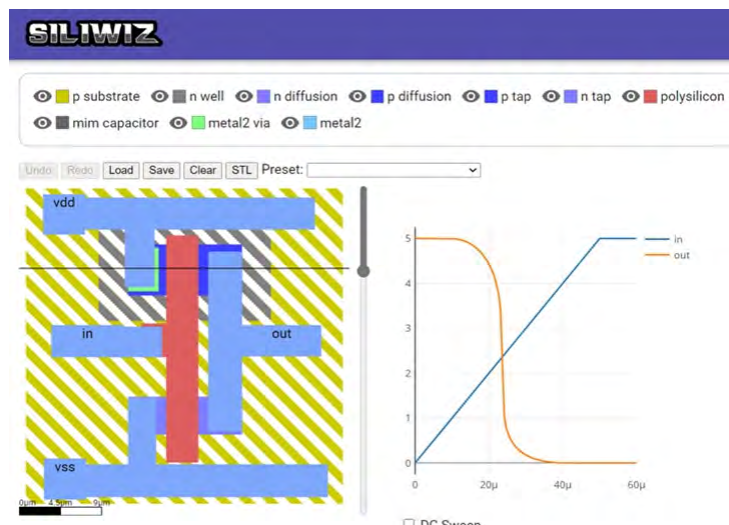 SILIWIZ
p substrate n well n diffusion p diffusion p tap n tap polysilicon
mim capacitor metal2 via metal2
Undo Redo Load Save Clear STL Preset:
vdd
in out
vss
0μm 4.5μm 9μm
5
4
3
2
1
0
0 20μ 40μ 60μ
in
out
DC Sweep